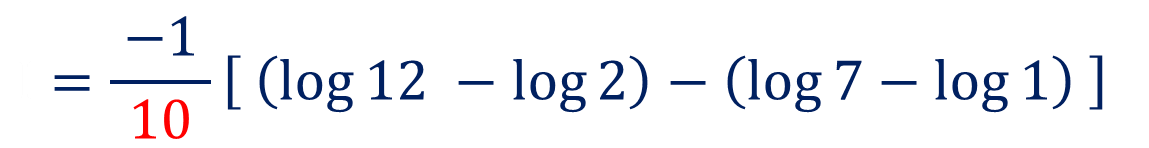 = −1/10 [ (log 12 − log 2) − (log 7 − log 1) ]